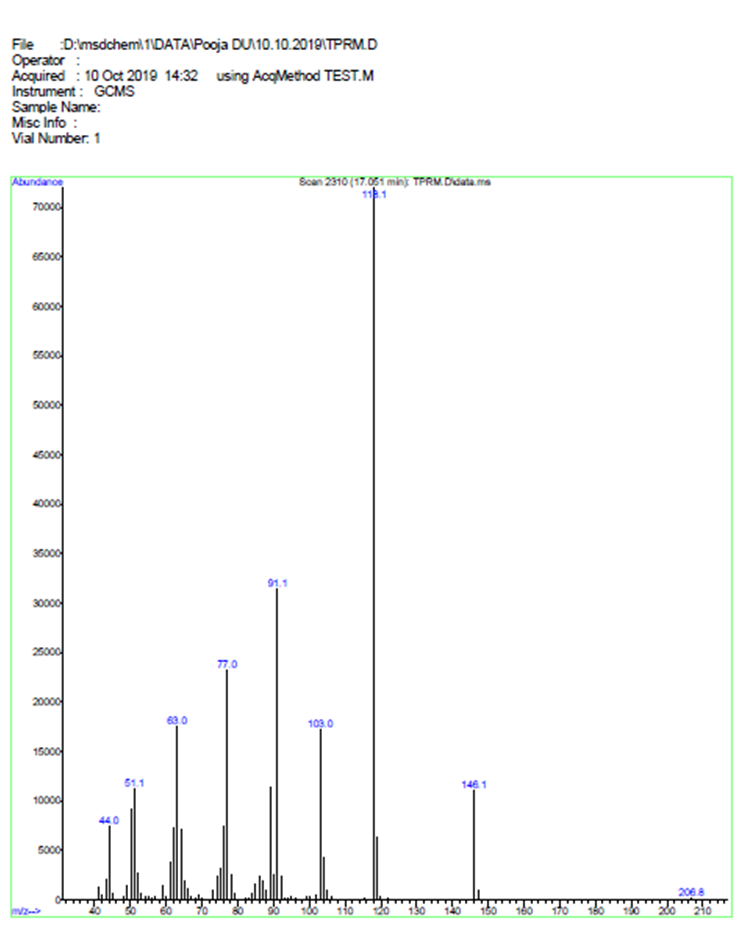 File :D:\msdchem\1\DATA\Pooja DU\10.10.2019\TPRM.D
Operator :
Acquired : 10 Oct 2019 14:32 using AcqMethod TEST.M
Instrument : GCMS
Sample Name:
Misc Info :
Vial Number: 1
Abundance Scan 2310 (17.051 min): TPRM.D\data.ms
118.1
70000
65000
60000
55000
50000
45000
40000
35000
91.1
30000
25000
77.0
20000
63.0
103.0
15000
51.1
146.1
10000
44.0
5000
206.8
0
m/z--> 40 50 60 70 80 90 100 110 120 130 140 150 160 170 180 190 200 210